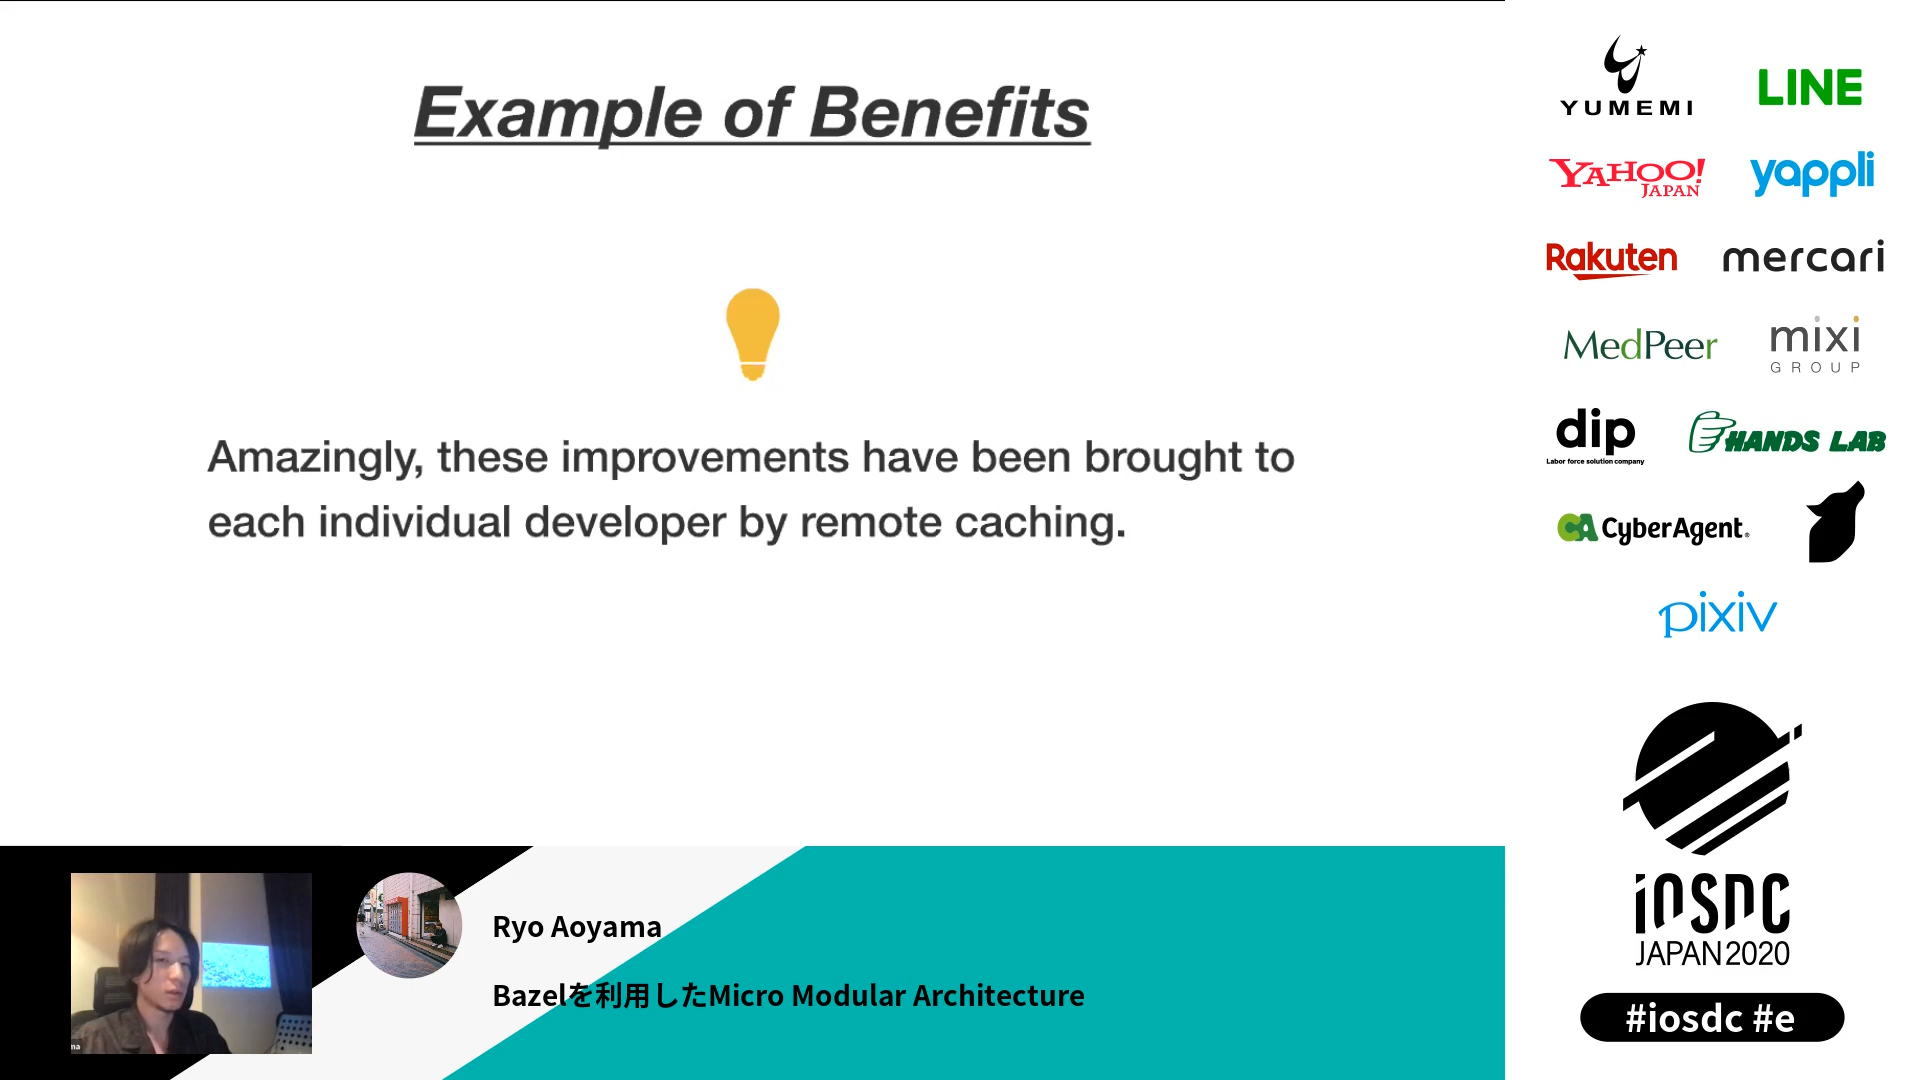 Example of Benefits
Amazingly, these improvements have been brought to
each individual developer by remote caching.
Ryo Aoyama
Bazelを利用したMicro Modular Architecture
YUMEMI
LINE
YAHOO!
JAPAN
yappli
Rakuten
mercari
MedPeer
mixi
GROUP
dip
Labor force solution company
HANDS LAB
CA CyberAgent
pixiv
iOSDC
JAPAN 2020
#iosdc #e